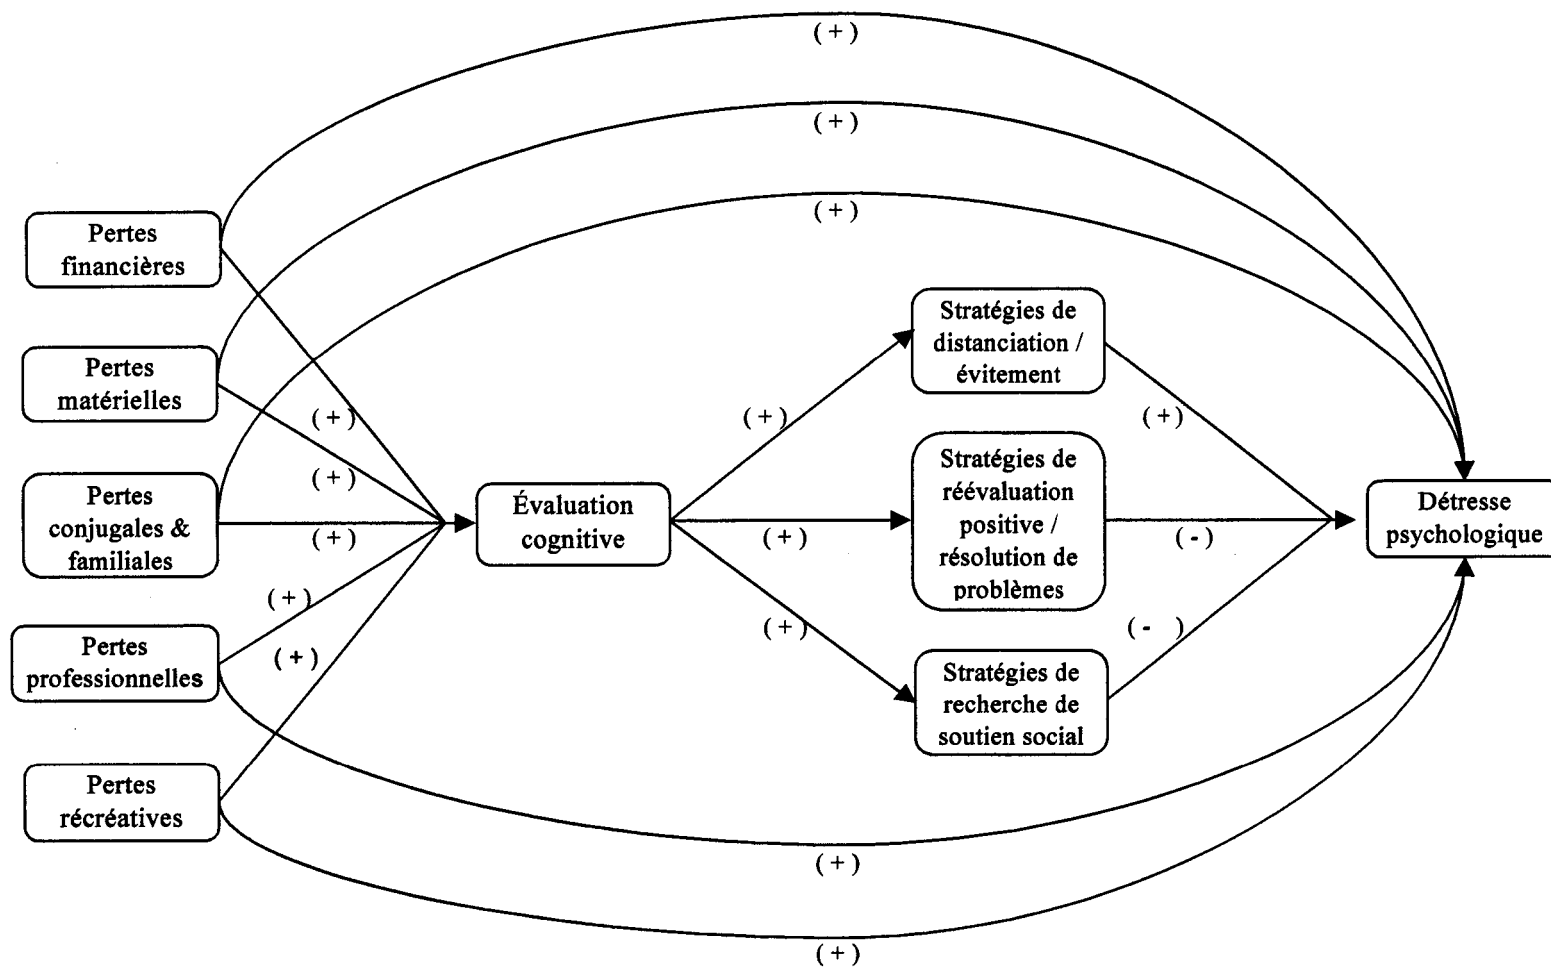 ( + )
( + )
( + )
Pertes
financières
Pertes
matérielles
Pertes
conjugales &
familiales
Pertes
professionnelles
Pertes
récréatives
( + )
( + )
( + )
( + )
( + )
Évaluation
cognitive
( + )
( + )
( + )
Stratégies de
distanciation /
évitement
Stratégies de
réévaluation
positive /
résolution de
problèmes
Stratégies de
recherche de
soutien social
( + )
( - )
( - )
Détresse
psychologique
( + )
( + )